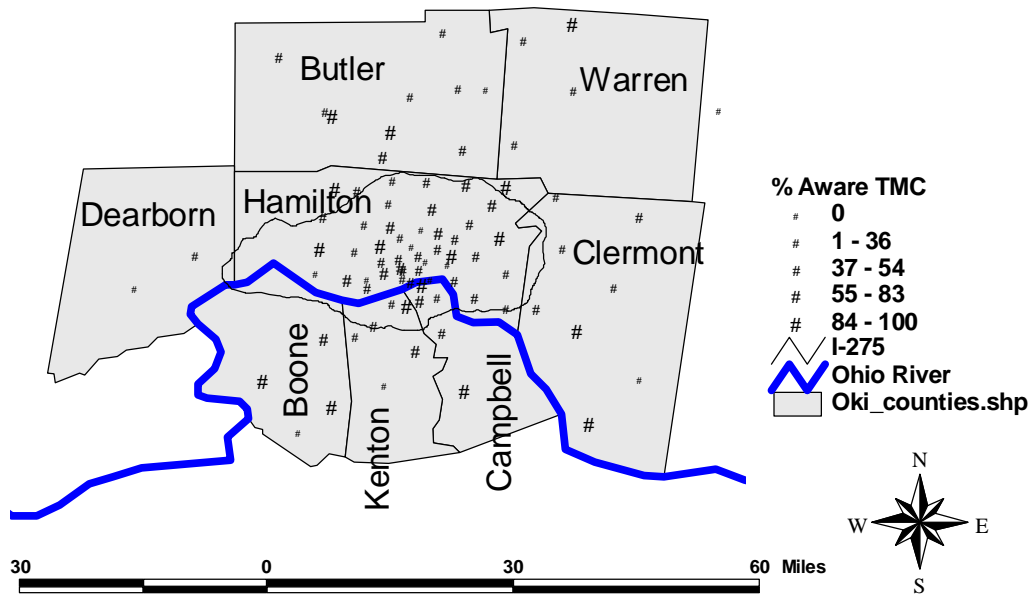 Butler
Warren
Dearborn
Hamilton
Clermont
Boone
Kenton
Campbell
% Aware TMC
# 0
# 1 - 36
# 37 - 54
# 55 - 83
# 84 - 100
I-275
Ohio River
Oki_counties.shp
N
W E
S
30 0 30 60 Miles